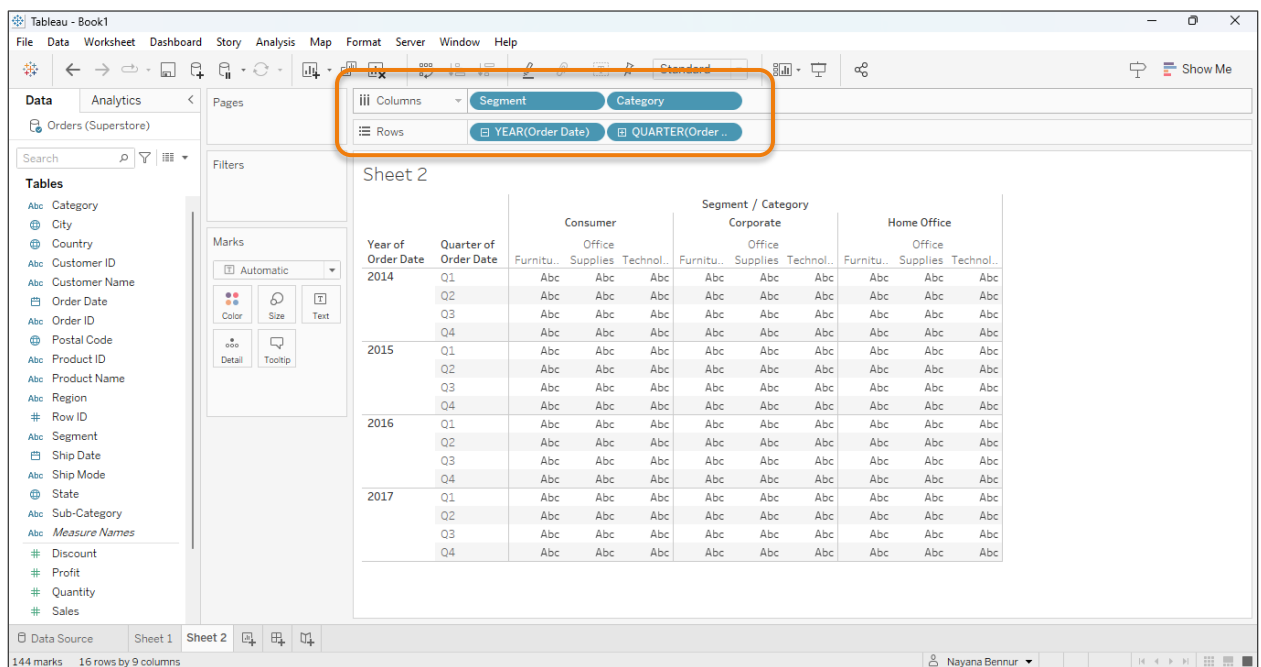 Tableau - Book1
File Data Worksheet Dashboard Story Analysis Map Format Server Window Help
Standard
Show Me
Data Analytics
Orders (Superstore)
Search
Tables
Abc Category
City
Country
Abc Customer ID
Abc Customer Name
Order Date
Abc Order ID
Postal Code
Abc Product ID
Abc Product Name
Abc Region
# Row ID
Abc Segment
Ship Date
Abc Ship Mode
State
Abc Sub-Category
Abc Measure Names
# Discount
# Profit
# Quantity
# Sales
Pages
Filters
Marks
T Automatic
Color Size Text
Detail Tooltip
Columns Segment Category
Rows YEAR(Order Date) QUARTER(Order ..
Sheet 2
Segment / Category
Consumer Corporate Home Office
Year of Quarter of Office Office Office
Order Date Order Date Furnitu.. Supplies Technol.. Furnitu.. Supplies Technol.. Furnitu.. Supplies Technol..
2014 Q1 Abc Abc Abc Abc Abc Abc Abc Abc Abc
Q2 Abc Abc Abc Abc Abc Abc Abc Abc Abc
Q3 Abc Abc Abc Abc Abc Abc Abc Abc Abc
Q4 Abc Abc Abc Abc Abc Abc Abc Abc Abc
2015 Q1 Abc Abc Abc Abc Abc Abc Abc Abc Abc
Q2 Abc Abc Abc Abc Abc Abc Abc Abc Abc
Q3 Abc Abc Abc Abc Abc Abc Abc Abc Abc
Q4 Abc Abc Abc Abc Abc Abc Abc Abc Abc
2016 Q1 Abc Abc Abc Abc Abc Abc Abc Abc Abc
Q2 Abc Abc Abc Abc Abc Abc Abc Abc Abc
Q3 Abc Abc Abc Abc Abc Abc Abc Abc Abc
Q4 Abc Abc Abc Abc Abc Abc Abc Abc Abc
2017 Q1 Abc Abc Abc Abc Abc Abc Abc Abc Abc
Q2 Abc Abc Abc Abc Abc Abc Abc Abc Abc
Q3 Abc Abc Abc Abc Abc Abc Abc Abc Abc
Q4 Abc Abc Abc Abc Abc Abc Abc Abc Abc
Data Source Sheet 1 Sheet 2
144 marks 16 rows by 9 columns
Nayana Bennur